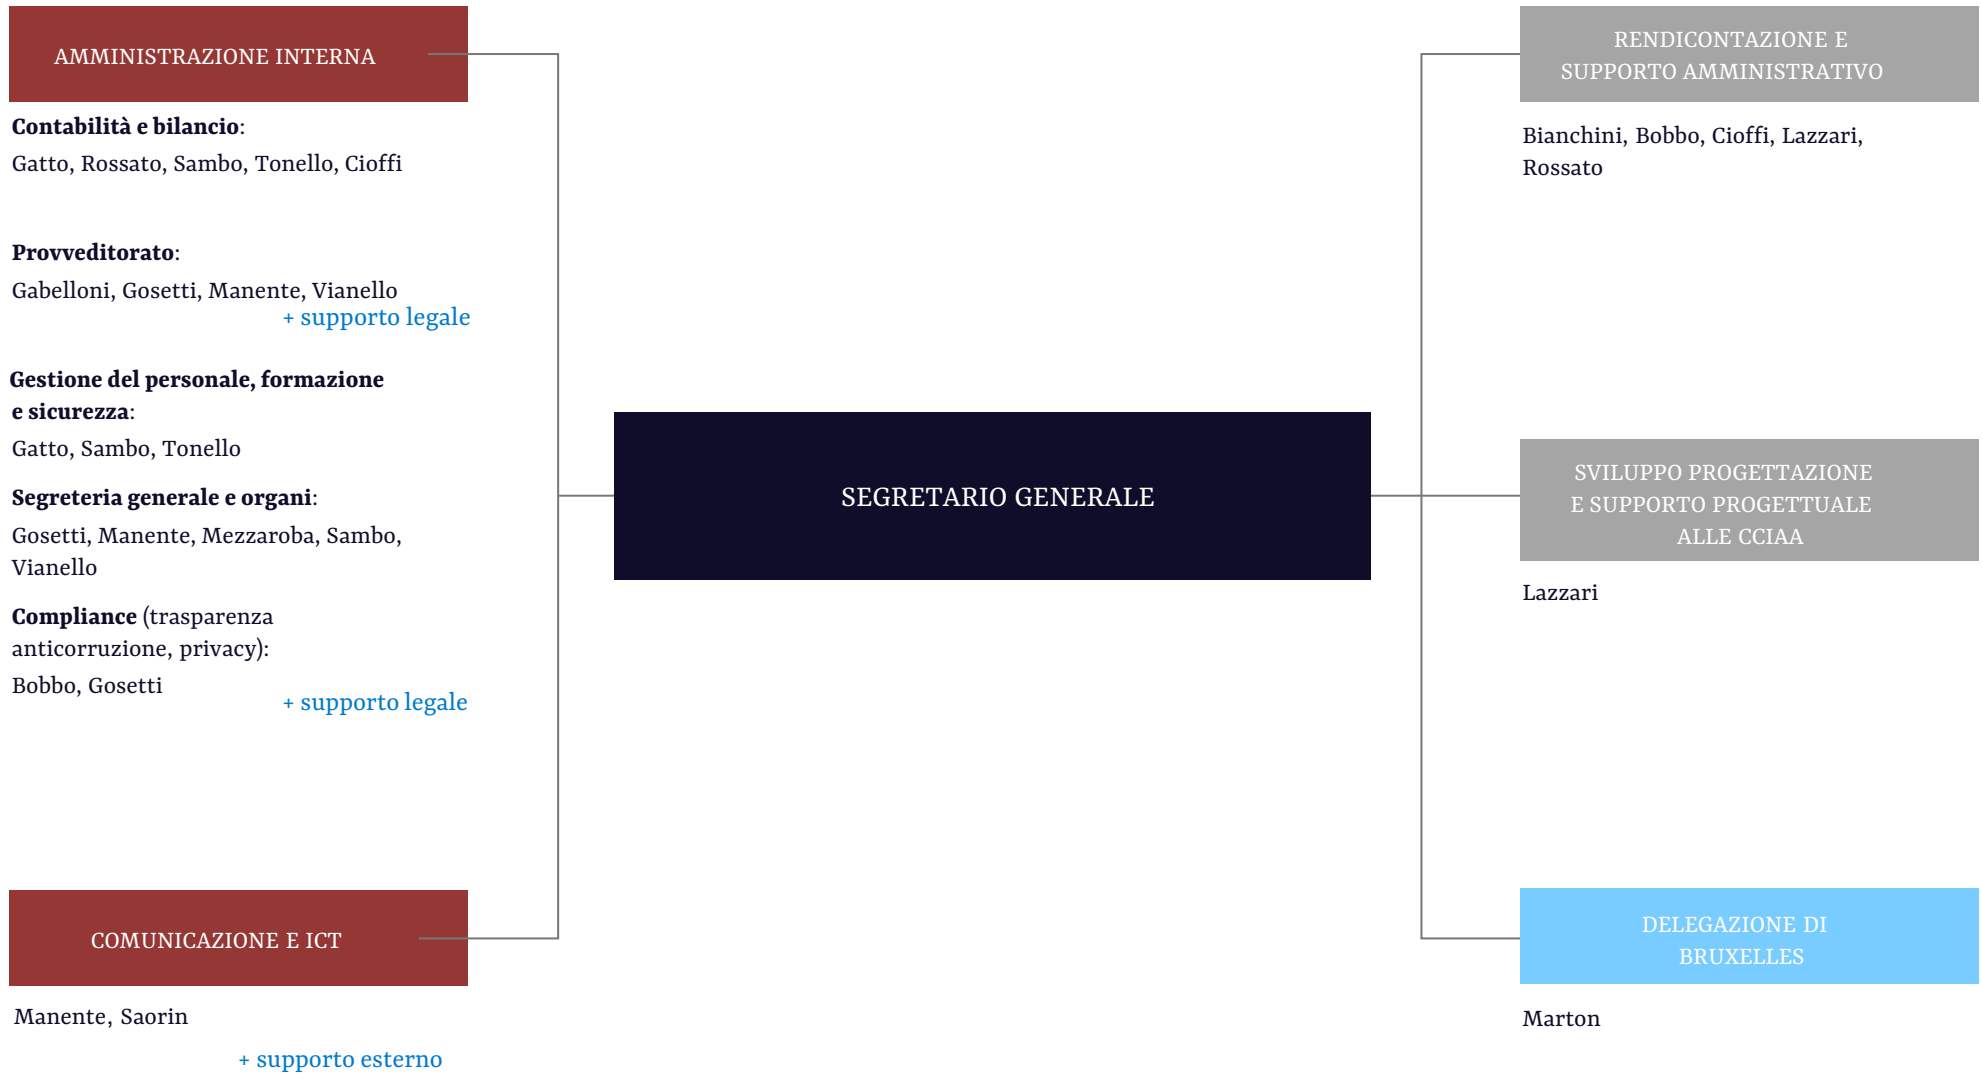 AMMINISTRAZIONE INTERNA
Contabilità e bilancio:
Gatto, Rossato, Sambo, Tonello, Cioffi
Provveditorato:
Gabelloni, Gosetti, Manente, Vianello
+ supporto legale
Gestione del personale, formazione
e sicurezza:
Gatto, Sambo, Tonello
Segreteria generale e organi:
Gosetti, Manente, Mezzaroba, Sambo,
Vianello
Compliance (trasparenza
anticorruzione, privacy):
Bobbo, Gosetti
+ supporto legale
COMUNICAZIONE E ICT
Manente, Saorin
+ supporto esterno
SEGRETARIO GENERALE
RENDICONTAZIONE E
SUPPORTO AMMINISTRATIVO
Bianchini, Bobbo, Cioffi, Lazzari,
Rossato
SVILUPPO PROGETTAZIONE
E SUPPORTO PROGETTUALE
ALLE CCIAA
Lazzari
DELEGAZIONE DI
BRUXELLES
Marton